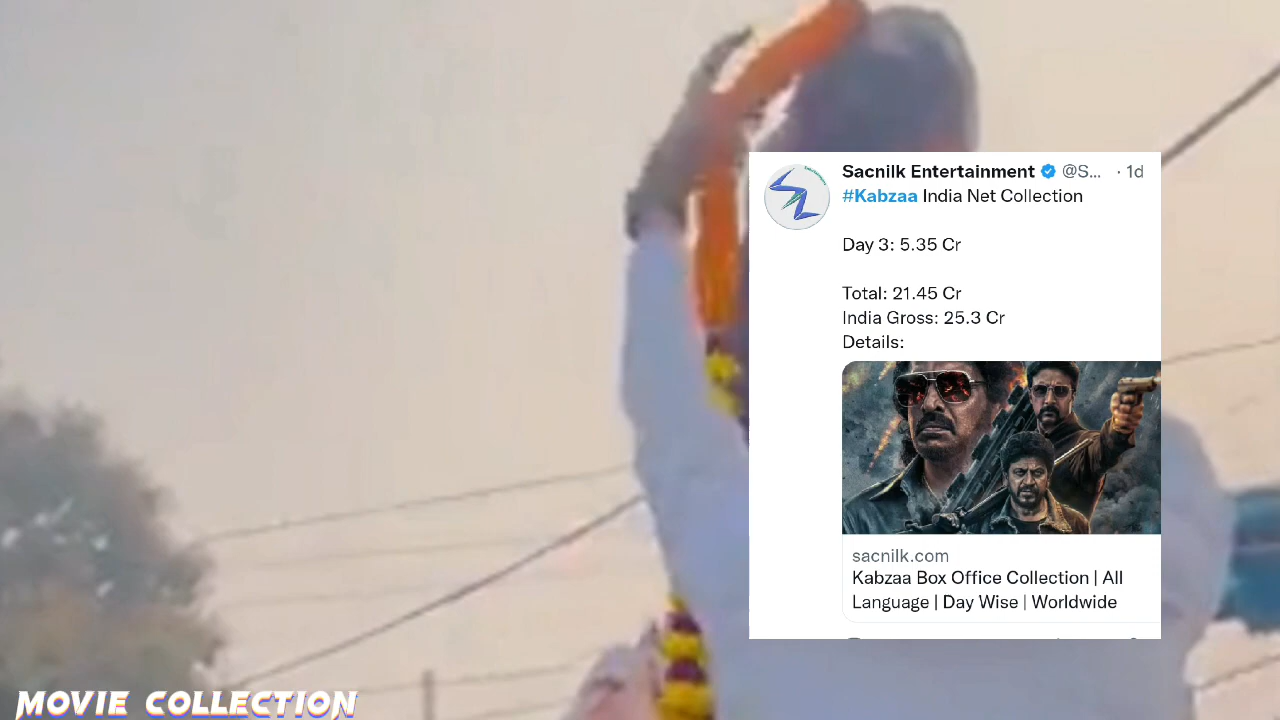 Sacnilk Entertainment @S... · 1d
#Kabzaa India Net Collection
Day 3: 5.35 Cr
Total: 21.45 Cr
India Gross: 25.3 Cr
Details:
sacnilk.com
Kabzaa Box Office Collection | All
Language | Day Wise | Worldwide
MOVIE COLLECTION